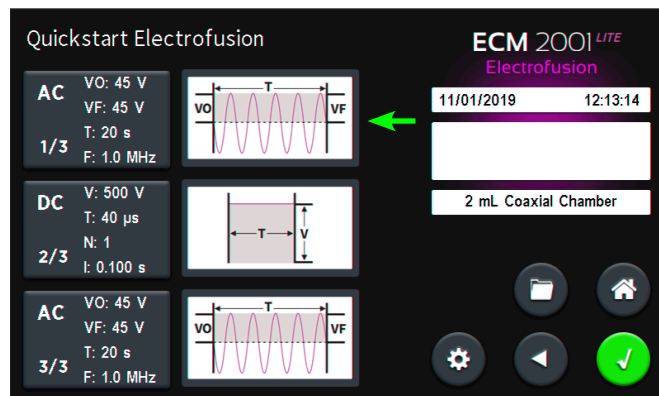 Quickstart Electrofusion
ECM 2001 LITE
Electrofusion
11/01/2019 12:13:14
2 mL Coaxial Chamber
AC
1/3
VO: 45 V
VF: 45 V
T: 20 s
F: 1.0 MHz
VO
T
VF
DC
2/3
V: 500 V
T: 40 µs
N: 1
I: 0.100 s
T
V
AC
3/3
VO: 45 V
VF: 45 V
T: 20 s
F: 1.0 MHz
VO
T
VF